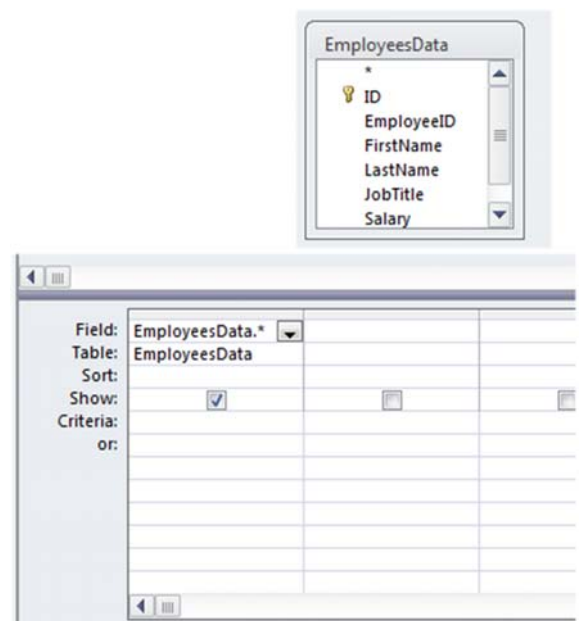 EmployeesData
*
ID
EmployeeID
FirstName
LastName
JobTitle
Salary
Field: EmployeesData.*
Table: EmployeesData
Sort:
Show:
Criteria:
or: